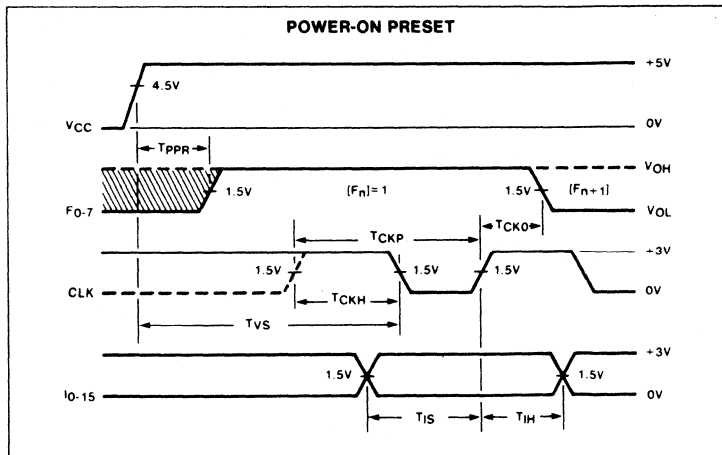 POWER-ON PRESET
+5V
4.5V
VCC
0V
TPPR
VOH
1.5V
[Fn] = 1
1.5V
[Fn+1]
F0-7
VOL
TCKP
TCKO
+3V
1.5V
1.5V
1.5V
CLK
0V
TCKH
TVS
+3V
1.5V
1.5V
I0-15
0V
TIS
TIH